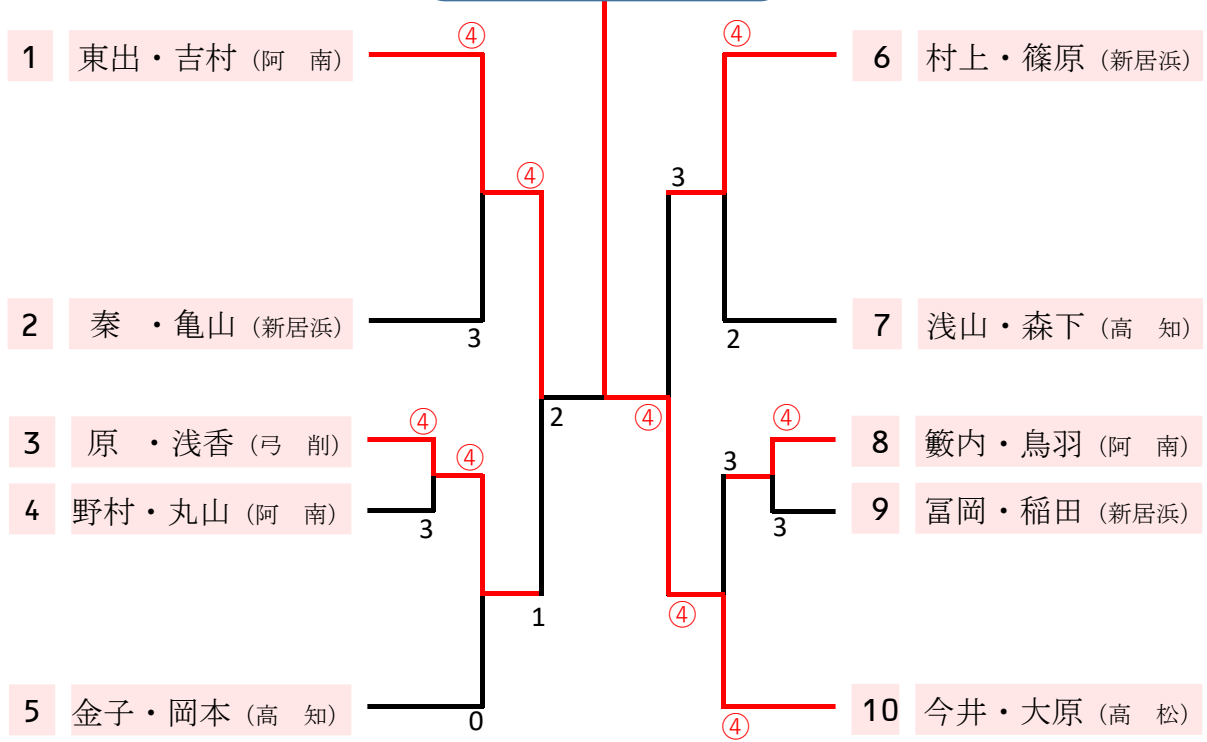 ④
④
1 東出・吉村（阿　南）
6 村上・篠原（新居浜）
④
3
2 秦　・亀山（新居浜）
7 浅山・森下（高　知）
3
2
④
④
2
④
3 原　・浅香（弓　削）
8 籔内・鳥羽（阿　南）
④
3
4 野村・丸山（阿　南）
9 冨岡・稲田（新居浜）
3
3
1
④
5 金子・岡本（高　知）
10 今井・大原（高　松）
0
④